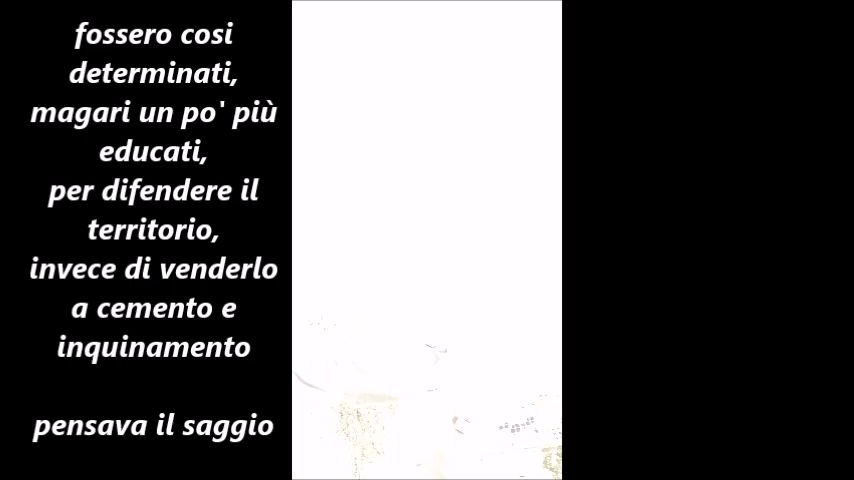 fossero cosi
determinati,
magari un po' più
educati,
per difendere il
territorio,
invece di venderlo
a cemento e
inquinamento
pensava il saggio